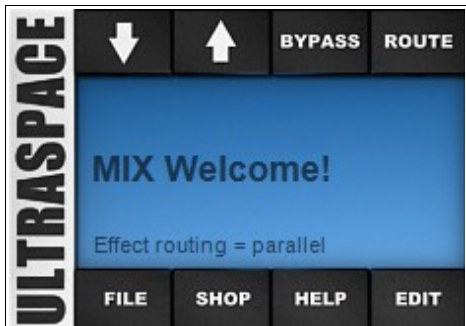 ULTRASPACE
BYPASS
ROUTE
MIX Welcome!
Effect routing = parallel
FILE
SHOP
HELP
EDIT